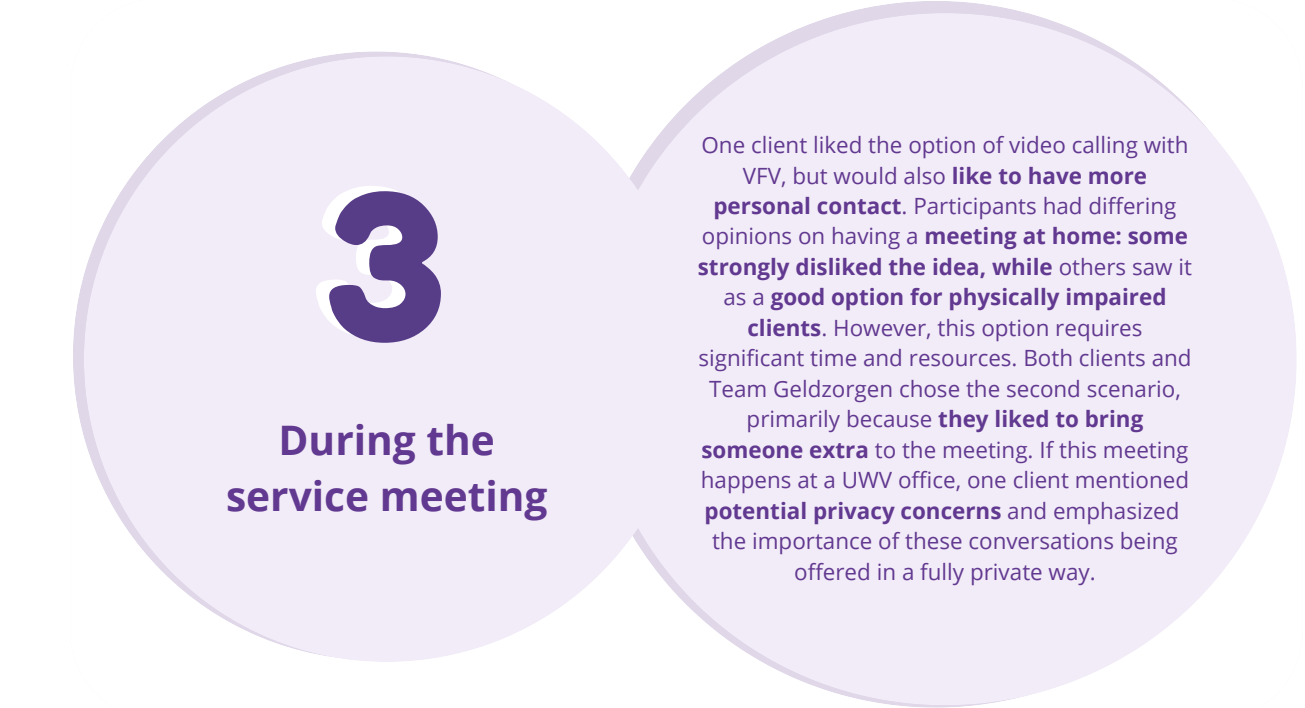 3
During the
service meeting
One client liked the option of video calling with
VFV, but would also like to have more
personal contact. Participants had differing
opinions on having a meeting at home: some
strongly disliked the idea, while others saw it
as a good option for physically impaired
clients. However, this option requires
significant time and resources. Both clients and
Team Geldzorgen chose the second scenario,
primarily because they liked to bring
someone extra to the meeting. If this meeting
happens at a UWV office, one client mentioned
potential privacy concerns and emphasized
the importance of these conversations being
offered in a fully private way.